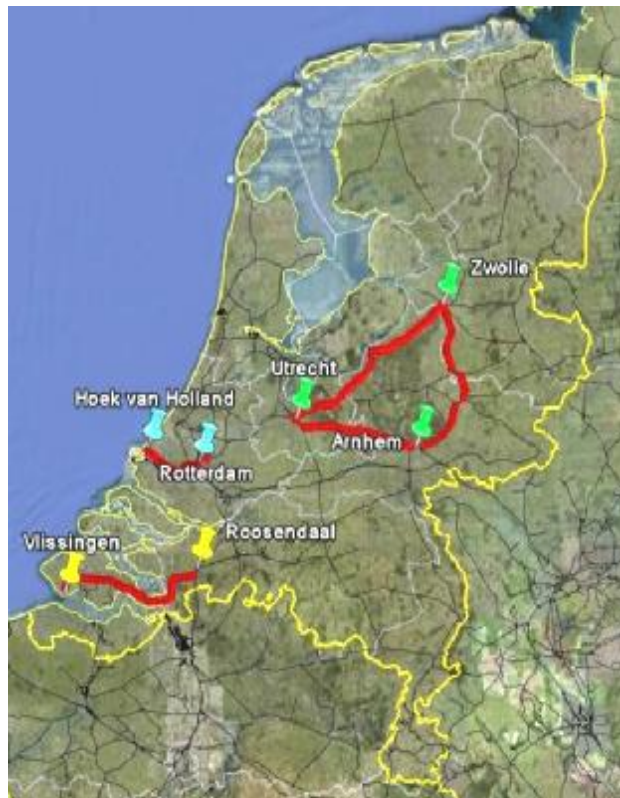 Zwolle
Utrecht
Hoek van Holland
Arnhem
Rotterdam
Roosendaal
Vlissingen